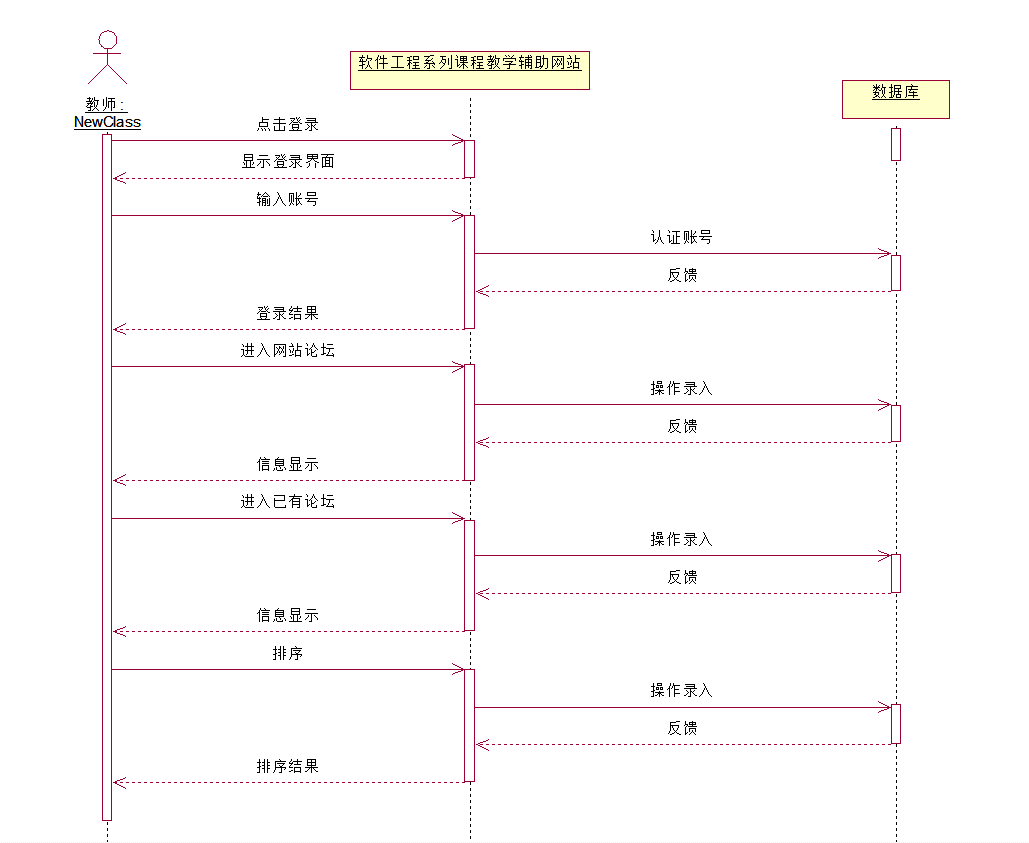 软件工程系列课程教学辅助网站
数据库
教师：
NewClass
点击登录
显示登录界面
输入账号
认证账号
反馈
登录结果
进入网站论坛
操作录入
反馈
信息显示
进入已有论坛
操作录入
反馈
信息显示
排序
操作录入
反馈
排序结果